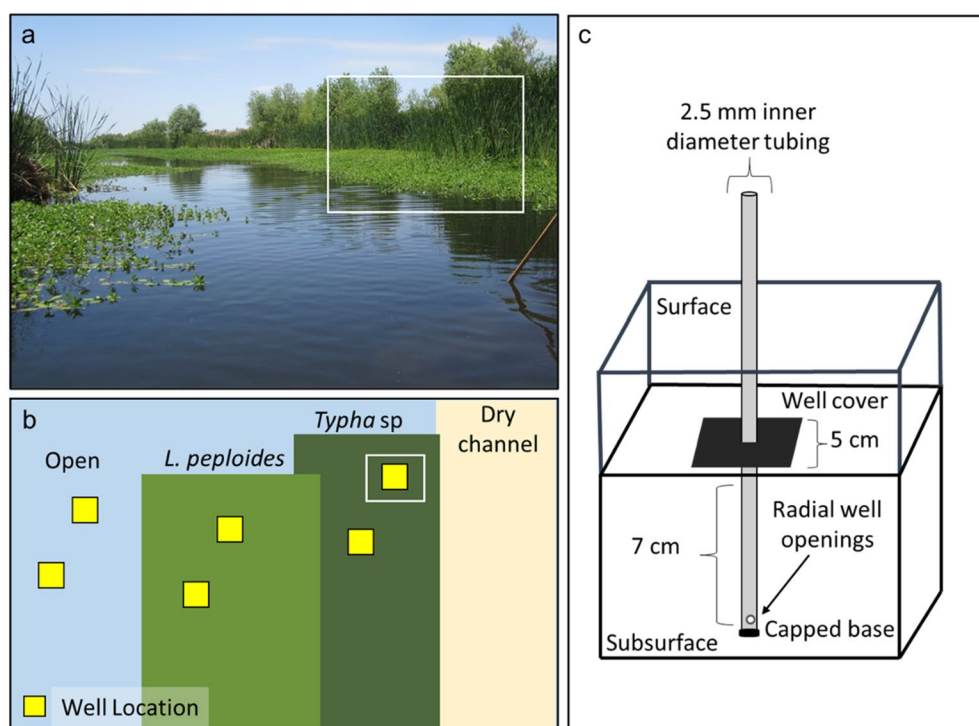 a
b
Open
L. peploides
Typha sp
Dry
channel
Well Location
c
2.5 mm inner
diameter tubing
Surface
Well cover
5 cm
Radial well
openings
7 cm
Capped base
Subsurface